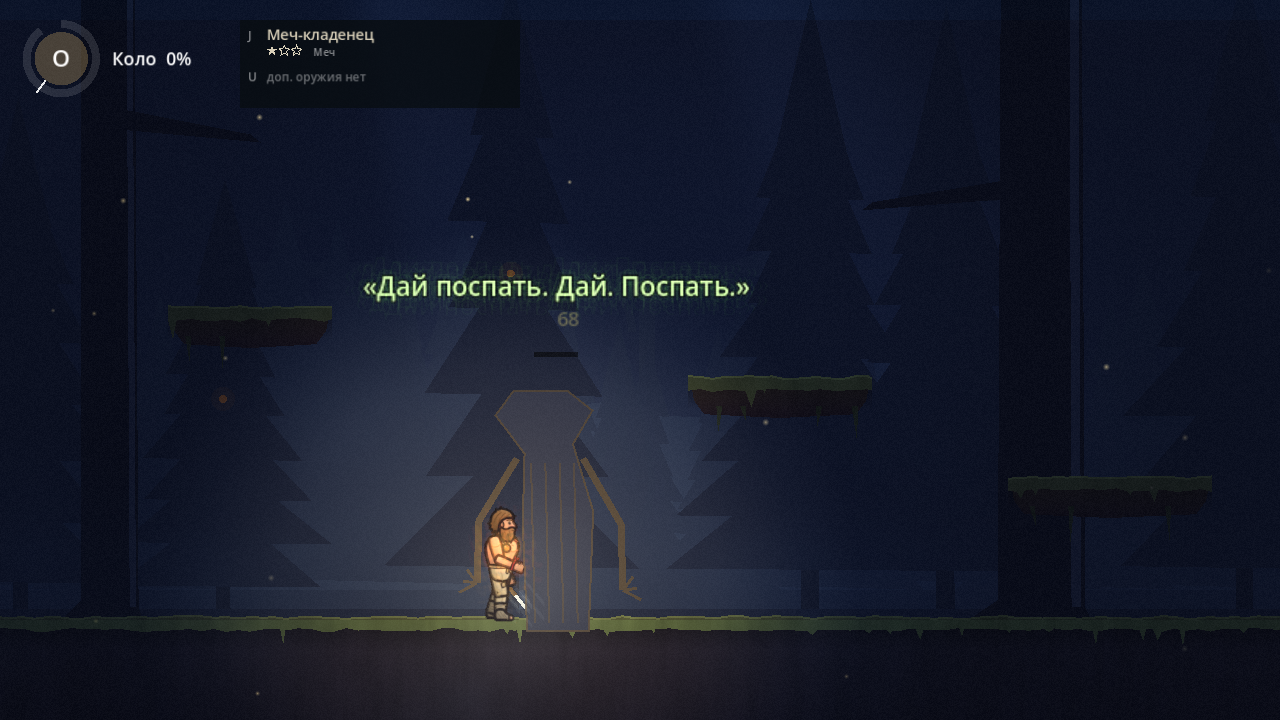 O
Коло 0%
J Меч-кладенец
★☆☆ Меч
U доп. оружия нет
«Дай поспать. Дай. Поспать.»
68